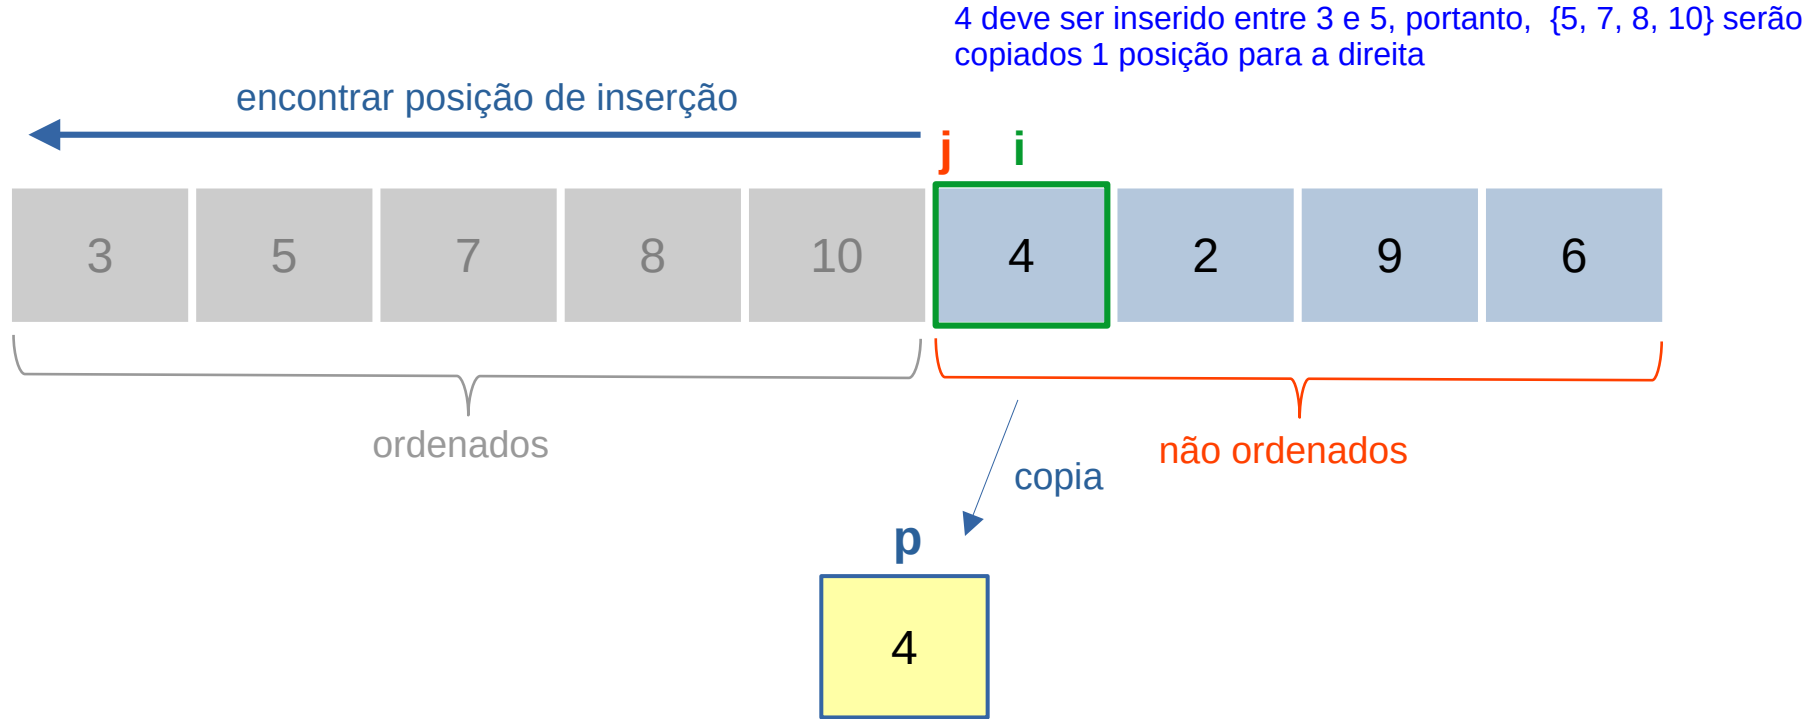 4 deve ser inserido entre 3 e 5, portanto, {5, 7, 8, 10} serão
copiados 1 posição para a direita
encontrar posição de inserção
j i
3 5 7 8 10 4 2 9 6
ordenados
não ordenados
copia
p
4